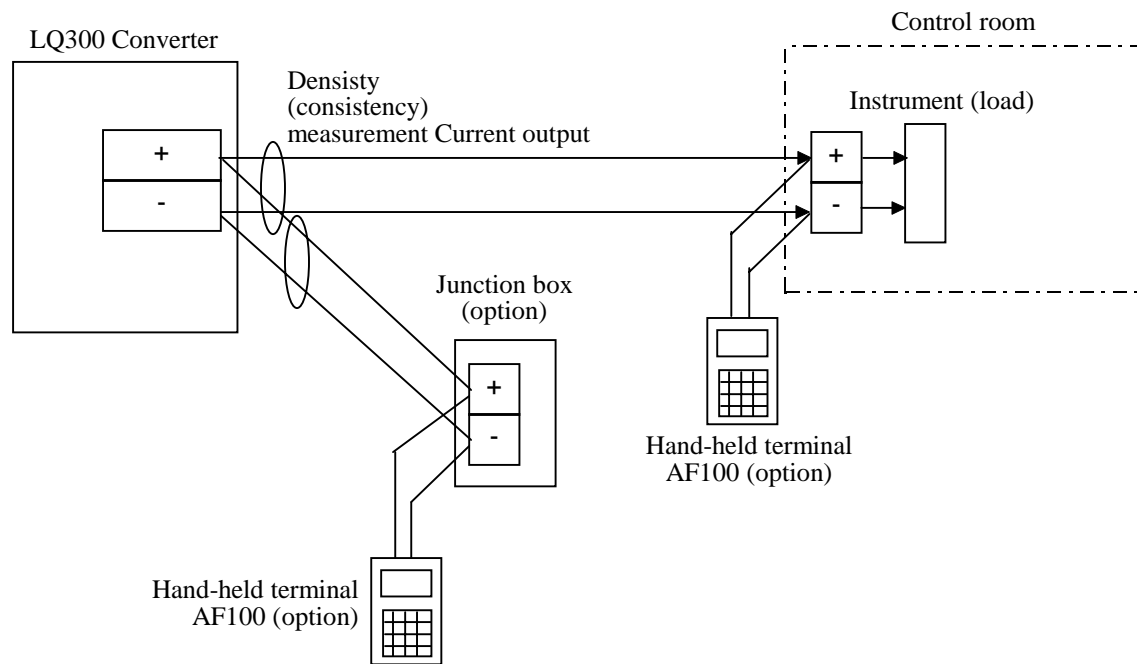 Control room
LQ300 Converter
Densisty
(consistency)
measurement Current output
Instrument (load)
+
-
+
-
Junction box
(option)
+
-
Hand-held terminal
AF100 (option)
Hand-held terminal
AF100 (option)